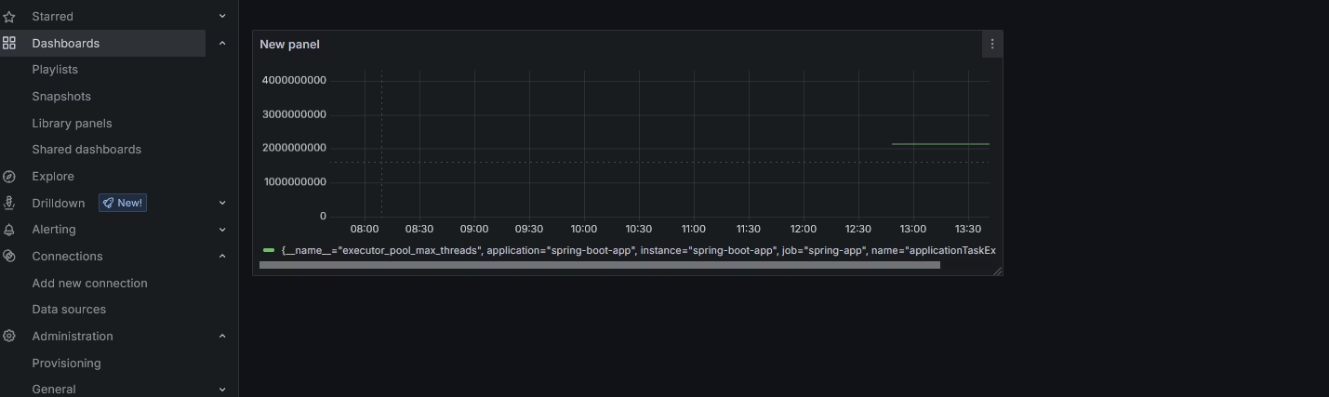 Starred
Dashboards
Playlists
Snapshots
Library panels
Shared dashboards
Explore
Drilldown New!
Alerting
Connections
Add new connection
Data sources
Administration
Provisioning
General
New panel
4000000000
3000000000
2000000000
1000000000
0
08:00 08:30 09:00 09:30 10:00 10:30 11:00 11:30 12:00 12:30 13:00 13:30
{__name__="executor_pool_max_threads", application="spring-boot-app", instance="spring-boot-app", job="spring-app", name="applicationTaskEx